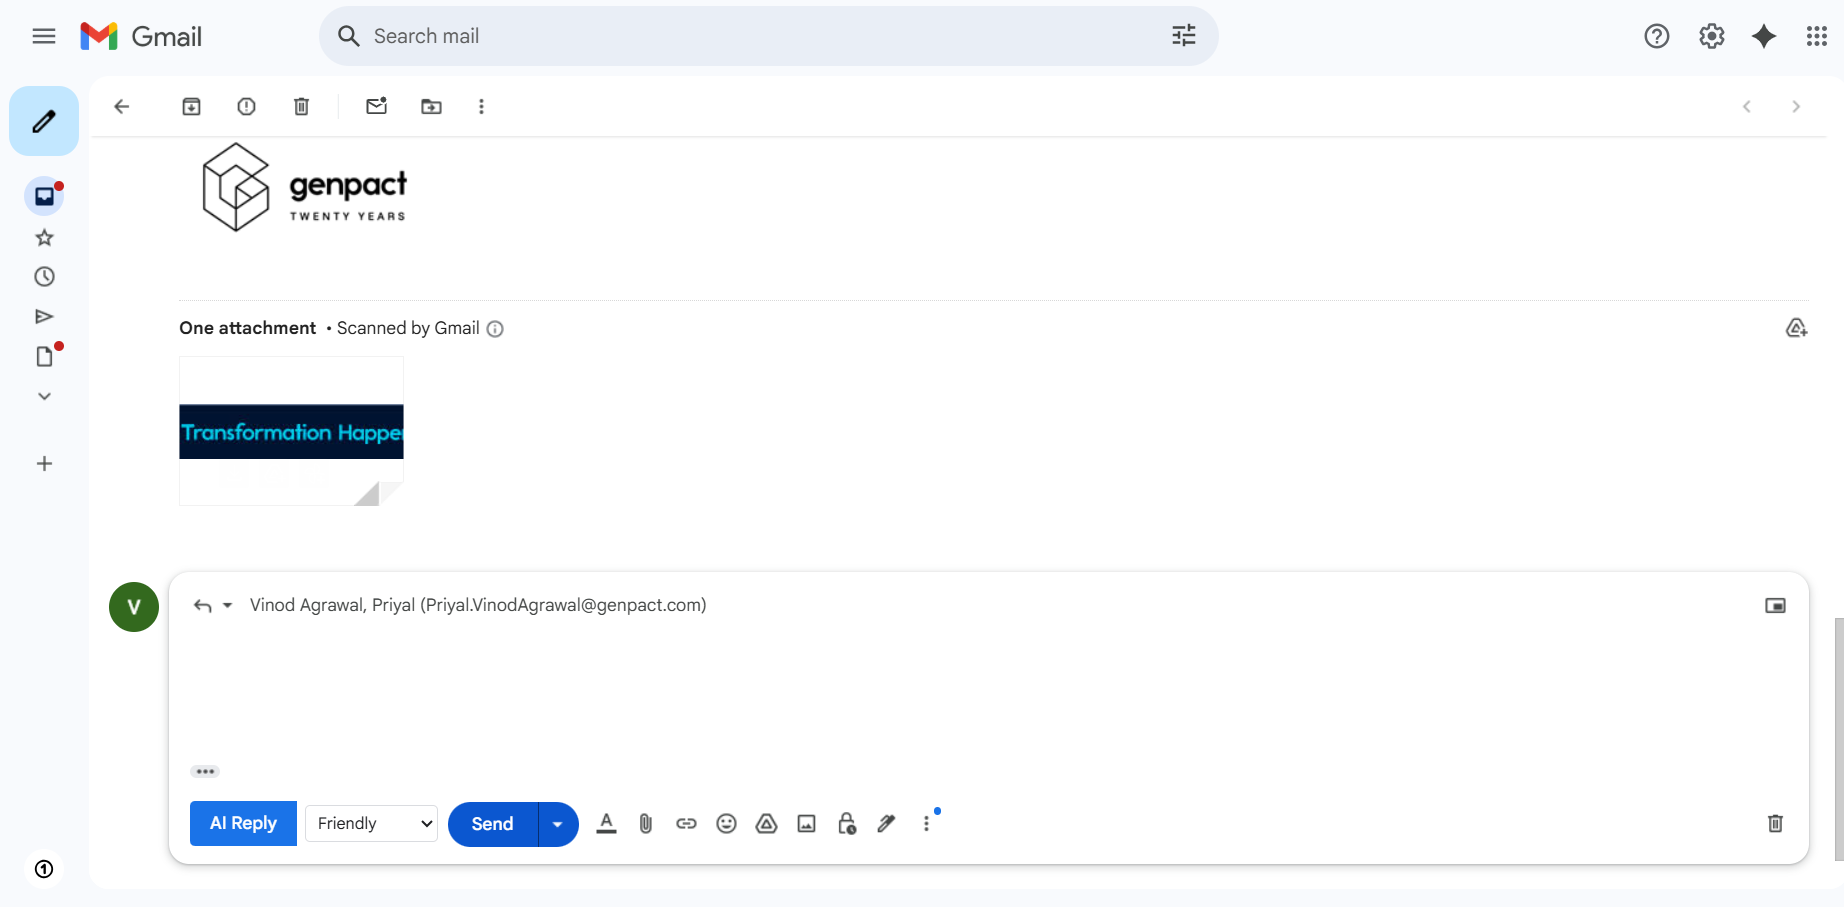 Gmail
Search mail
genpact
TWENTY YEARS
One attachment • Scanned by Gmail
Transformation Happe
V
Vinod Agrawal, Priyal (Priyal.VinodAgrawal@genpact.com)
AI Reply
Friendly
Send
1